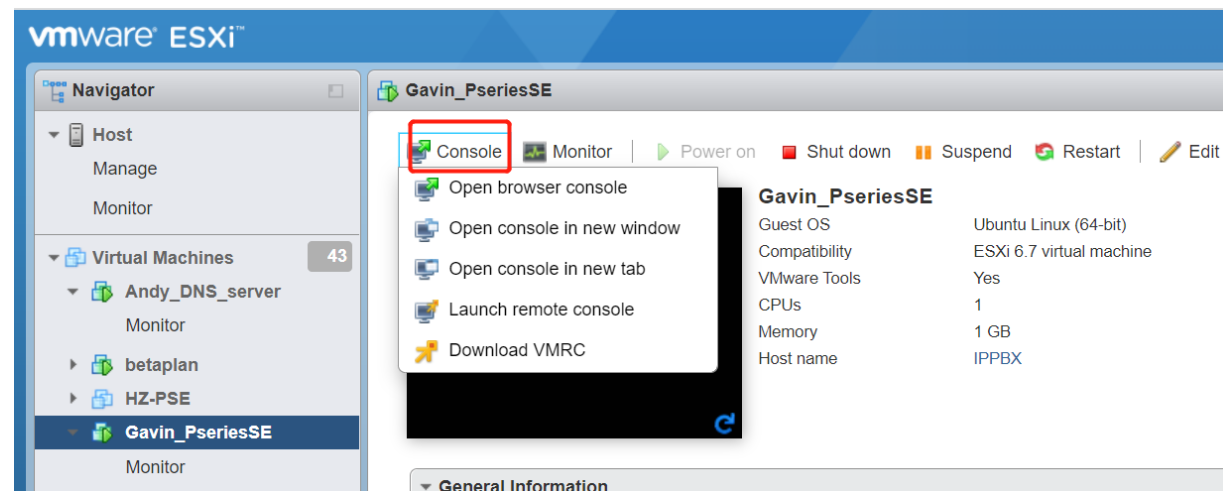 vmware® ESXi™
Navigator
Host
Manage
Monitor
Virtual Machines 43
Andy_DNS_server
Monitor
betaplan
HZ-PSE
Gavin_PseriesSE
Monitor
Gavin_PseriesSE
Console Monitor Power on Shut down Suspend Restart Edit
Open browser console
Open console in new window
Open console in new tab
Launch remote console
Download VMRC
Gavin_PseriesSE
Guest OS Ubuntu Linux (64-bit)
Compatibility ESXi 6.7 virtual machine
VMware Tools Yes
CPUs 1
Memory 1 GB
Host name IPPBX
General Information